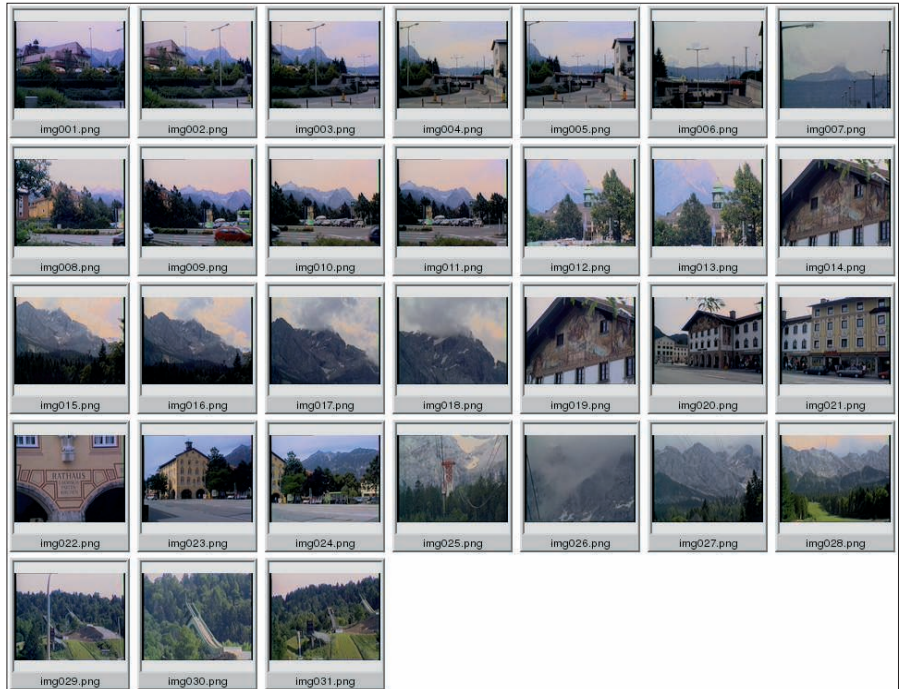 img001.png img002.png img003.png img004.png img005.png img006.png img007.png
img008.png img009.png img010.png img011.png img012.png img013.png img014.png
img015.png img016.png img017.png img018.png img019.png img020.png img021.png
RATHAUS
img022.png img023.png img024.png img025.png img026.png img027.png img028.png
img029.png img030.png img031.png